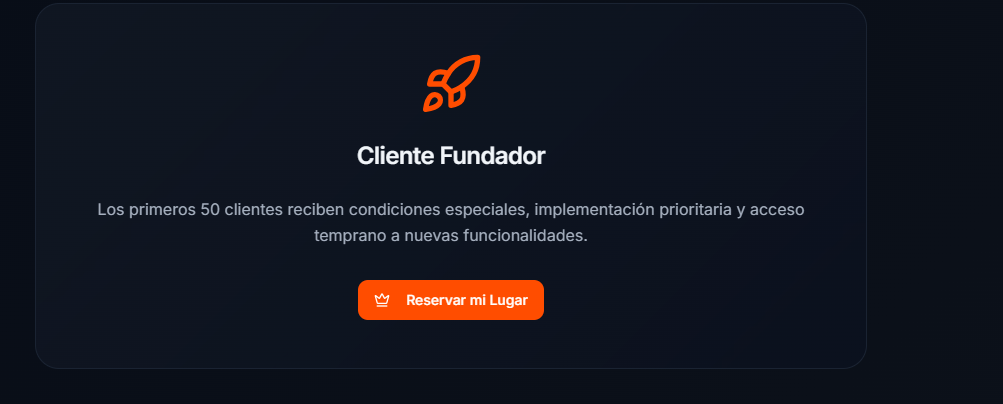 Cliente Fundador
Los primeros 50 clientes reciben condiciones especiales, implementación prioritaria y acceso
temprano a nuevas funcionalidades.
Reservar mi Lugar